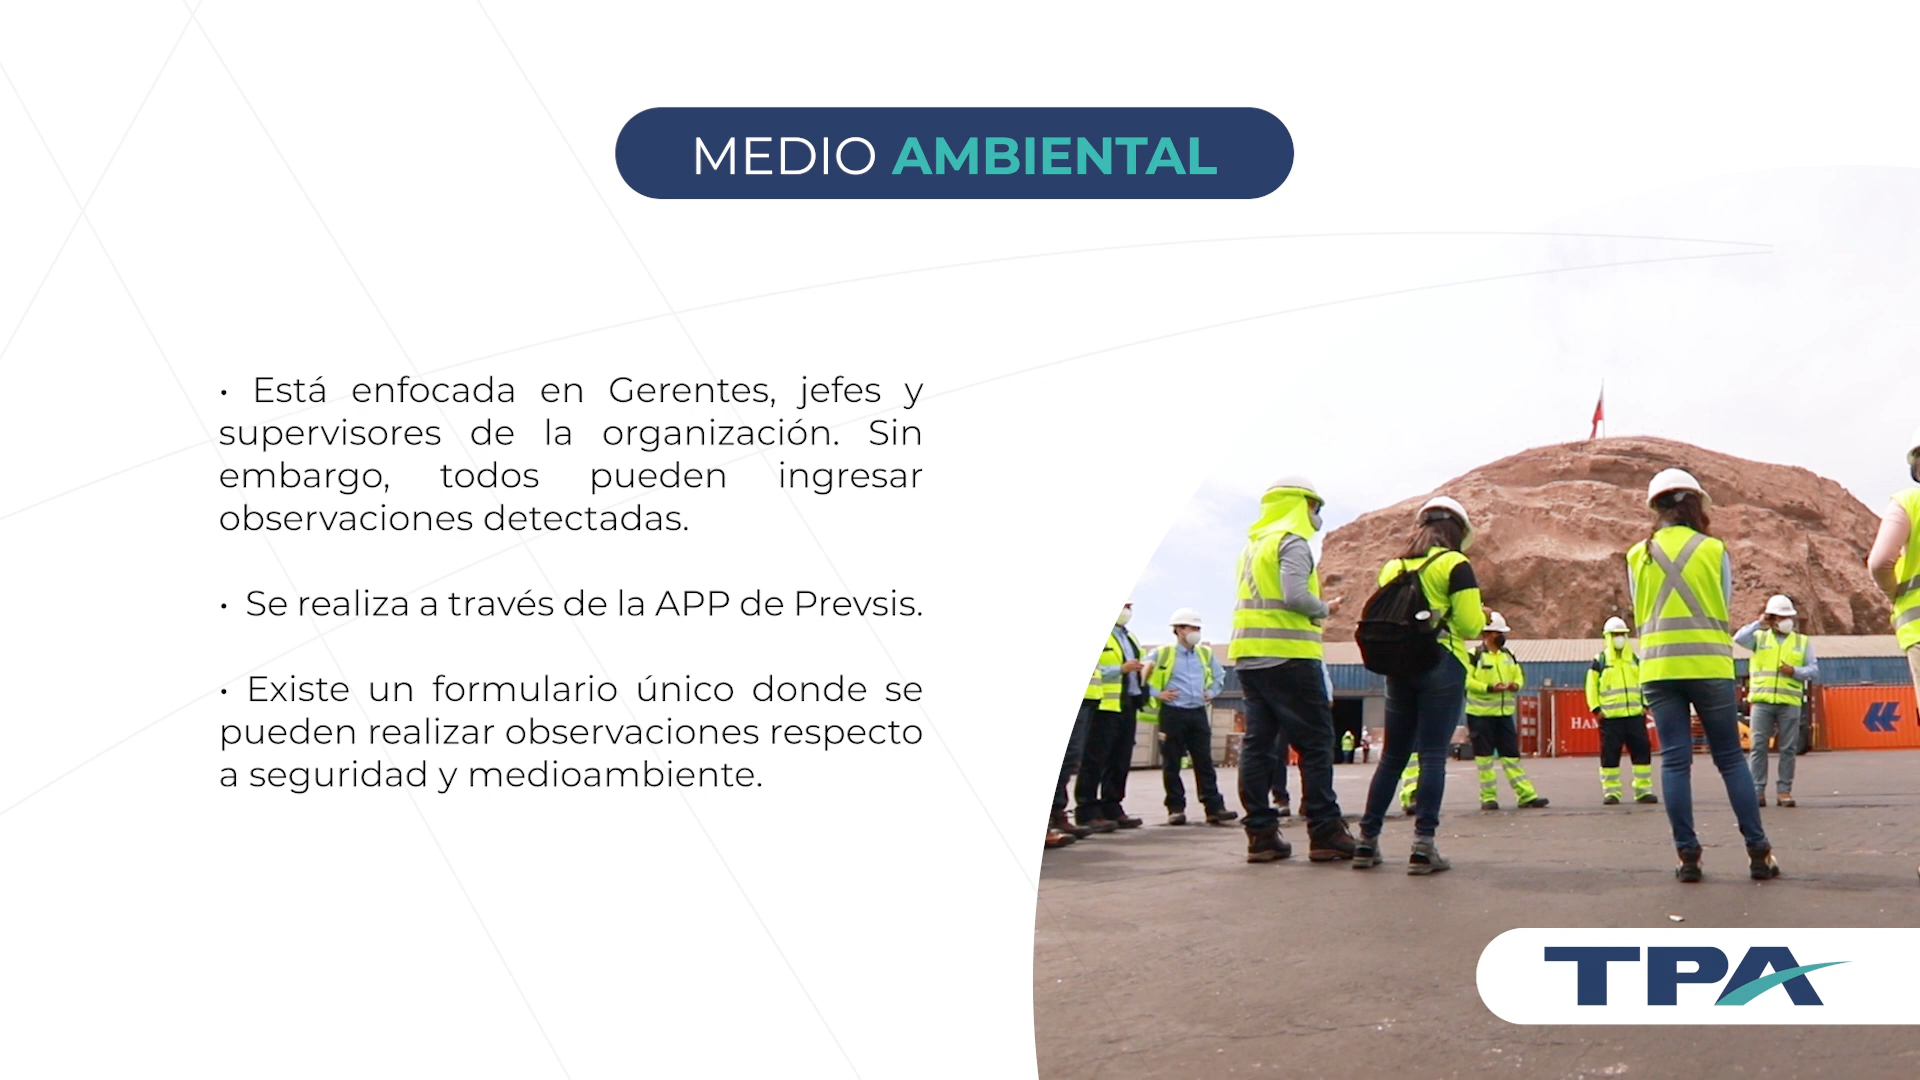 MEDIO AMBIENTAL
• Está enfocada en Gerentes, jefes y
supervisores de la organización. Sin
embargo, todos pueden ingresar
observaciones detectadas.
• Se realiza a través de la APP de Prevsis.
• Existe un formulario único donde se
pueden realizar observaciones respecto
a seguridad y medioambiente.
TPA